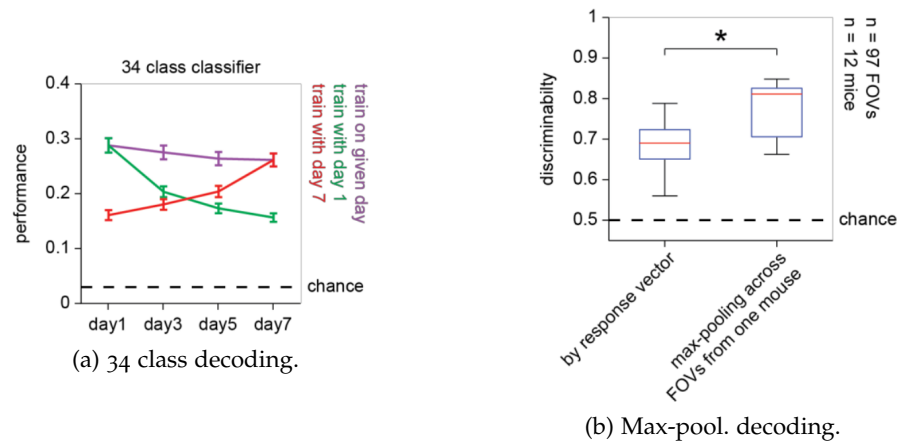 34 class classifier
performance
0.4
0.3
0.2
0.1
0
day1 day3 day5 day7
chance
train on given day
train with day 1
train with day 7
(a) 34 class decoding.
discriminabilty
1
0.9
0.8
0.7
0.6
0.5
*
n = 97 FOVs
n = 12 mice
chance
by response vector
max-pooling across
FOVs from one mouse
(b) Max-pool. decoding.